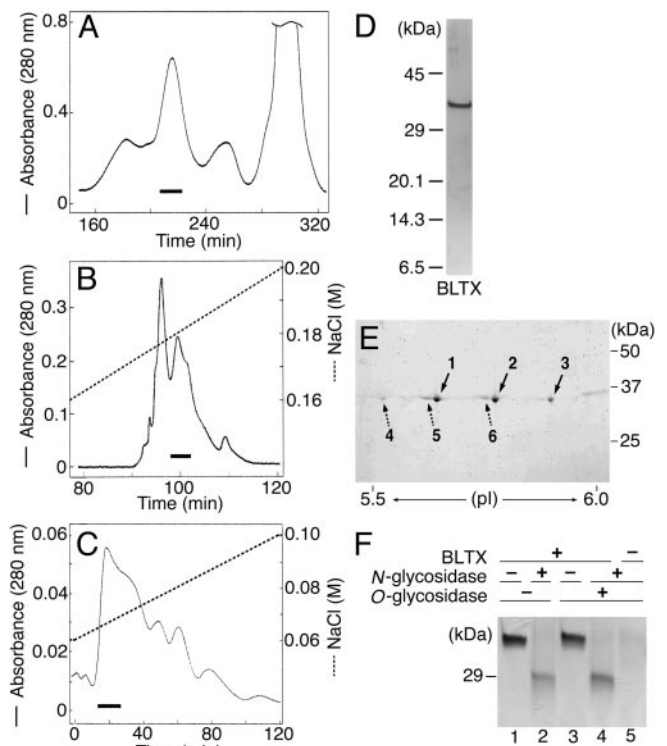 A
Absorbance (280 nm)
0.8
0.4
0
160 240 320
Time (min)
B
Absorbance (280 nm)
0.3
0.2
0.1
0
0.20
0.18
0.16
NaCl (M)
80 100 120
Time (min)
C
Absorbance (280 nm)
0.06
0.04
0.02
0
0.10
0.08
0.06
NaCl (M)
0 40 80 120
D
(kDa)
45
29
20.1
14.3
6.5
BLTX
E
(kDa)
50
37
25
1 2 3
4 5 6
5.5 (pI) 6.0
F
BLTX + −
N-glycosidase − + − +
O-glycosidase − +
(kDa)
29
1 2 3 4 5